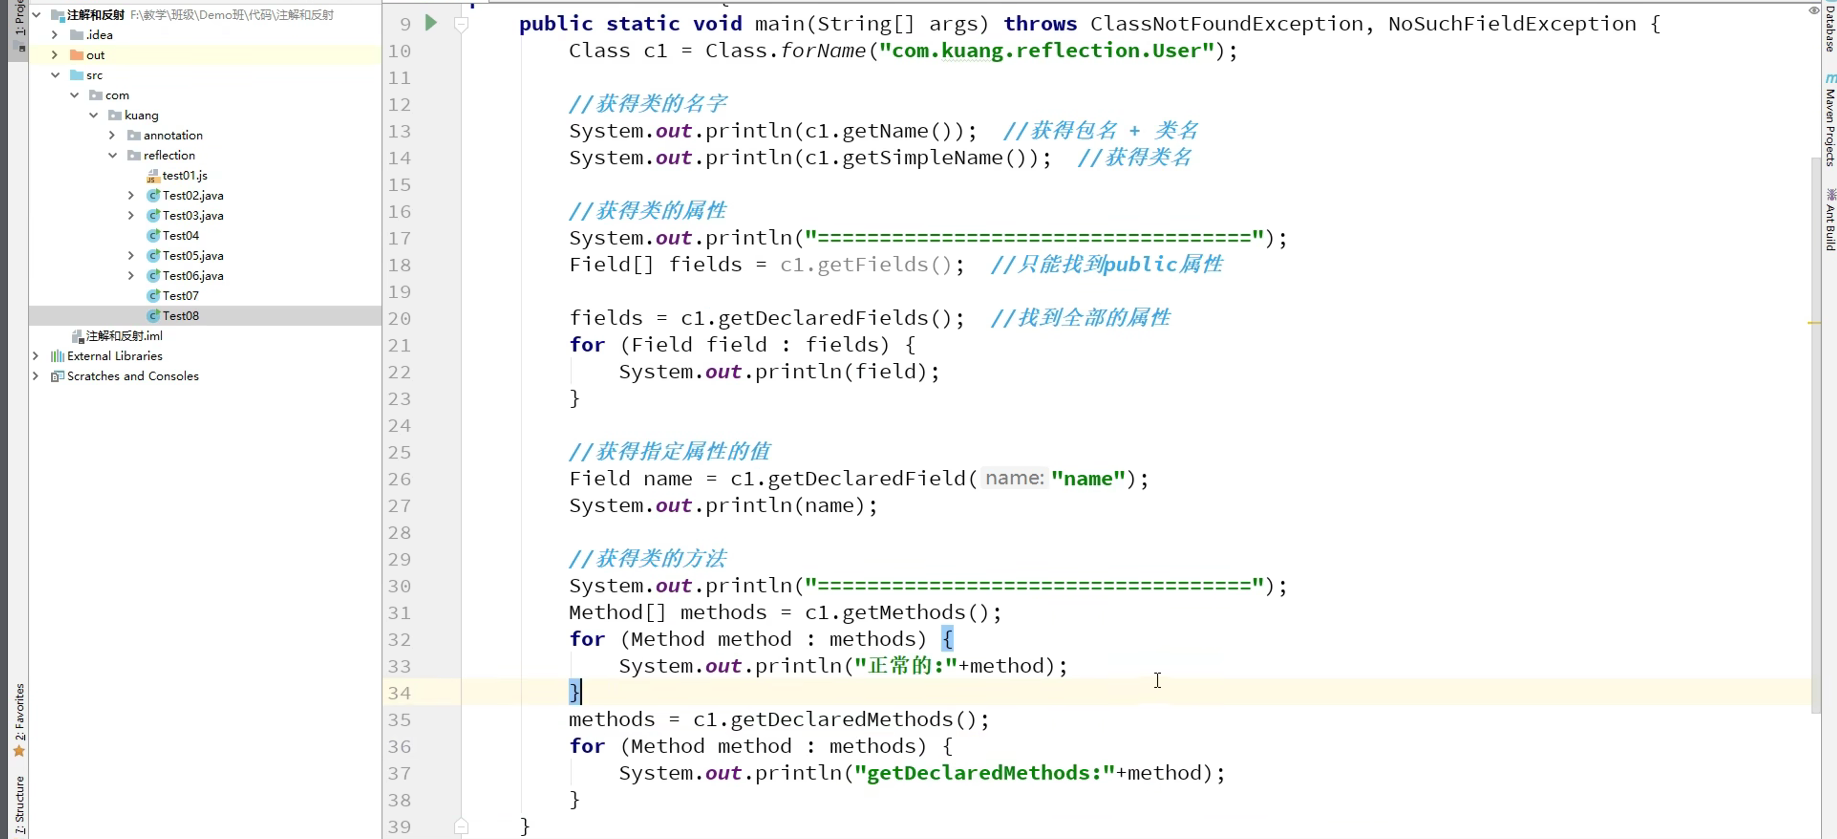 1: Proje
注解和反射 F:\教学\班级\Demo班\代码\注解和反射
.idea
out
src
com
kuang
annotation
reflection
test01.js
Test02.java
Test03.java
Test04
Test05.java
Test06.java
Test07
Test08
注解和反射.iml
External Libraries
Scratches and Consoles
2: Favorites
7: Structure
9 public static void main(String[] args) throws ClassNotFoundException, NoSuchFieldException {
10 Class c1 = Class.forName("com.kuang.reflection.User");
11
12 //获得类的名字
13 System.out.println(c1.getName()); //获得包名 + 类名
14 System.out.println(c1.getSimpleName()); //获得类名
15
16 //获得类的属性
17 System.out.println("===================================");
18 Field[] fields = c1.getFields(); //只能找到public属性
19
20 fields = c1.getDeclaredFields(); //找到全部的属性
21 for (Field field : fields) {
22 System.out.println(field);
23 }
24
25 //获得指定属性的值
26 Field name = c1.getDeclaredField( name: "name");
27 System.out.println(name);
28
29 //获得类的方法
30 System.out.println("===================================");
31 Method[] methods = c1.getMethods();
32 for (Method method : methods) {
33 System.out.println("正常的:"+method);
34 }
35 methods = c1.getDeclaredMethods();
36 for (Method method : methods) {
37 System.out.println("getDeclaredMethods:"+method);
38 }
39 }
Database
Maven Projects
Ant Build